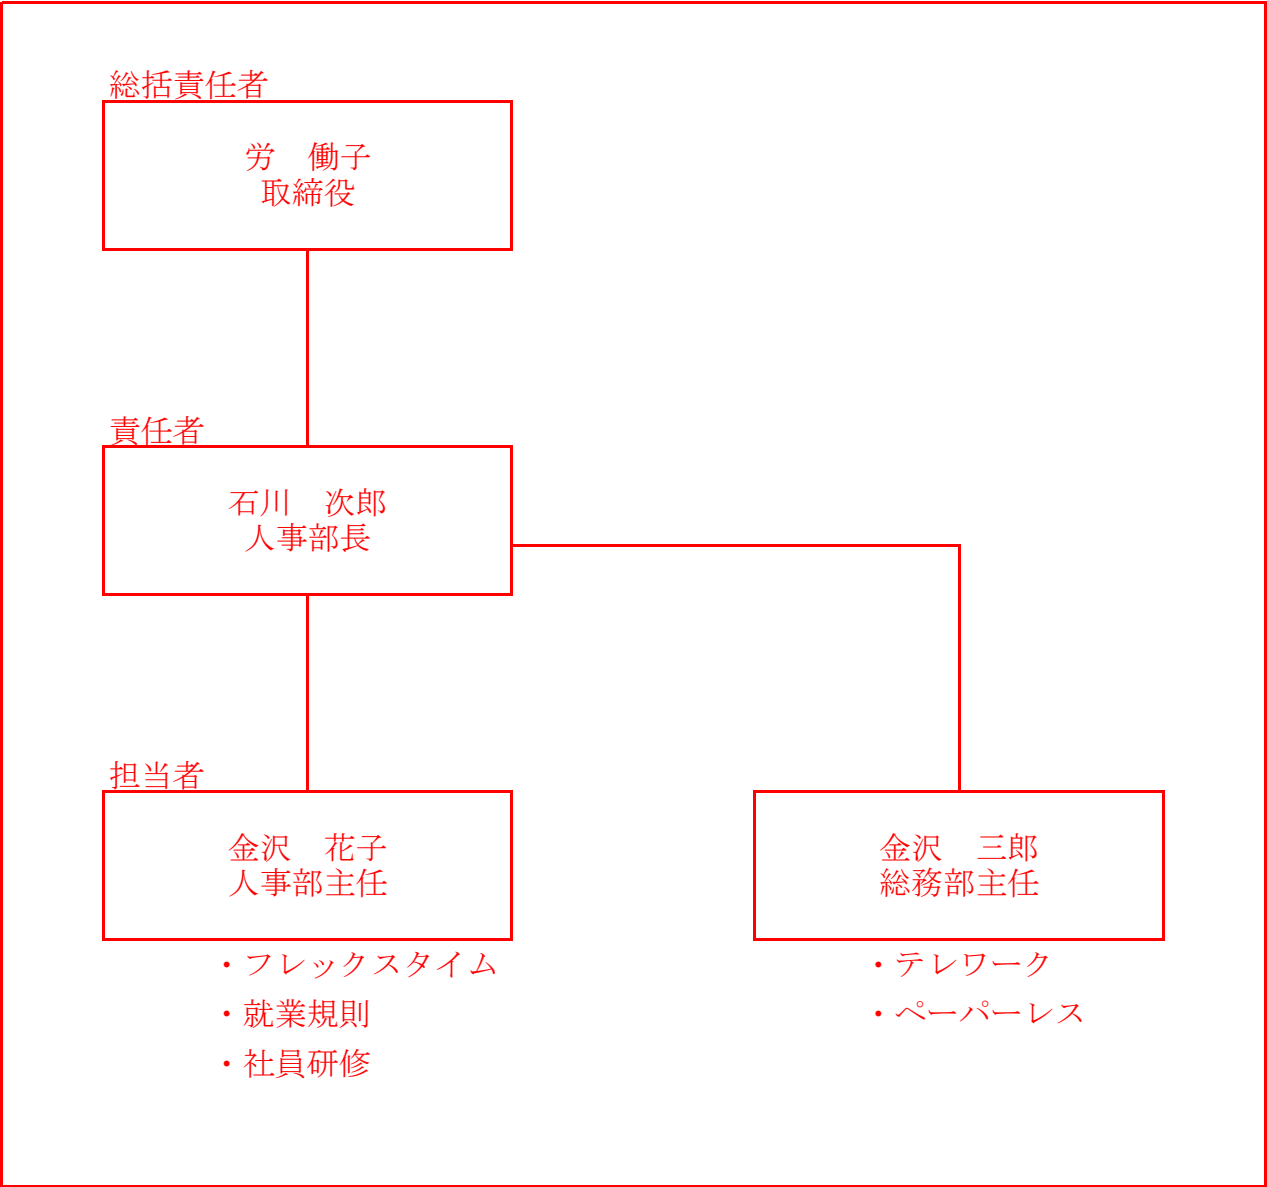 総括責任者
労　働子
取締役
責任者
石川　次郎
人事部長
担当者
金沢　花子
人事部主任
・フレックスタイム
・就業規則
・社員研修
金沢　三郎
総務部主任
・テレワーク
・ペーパーレス